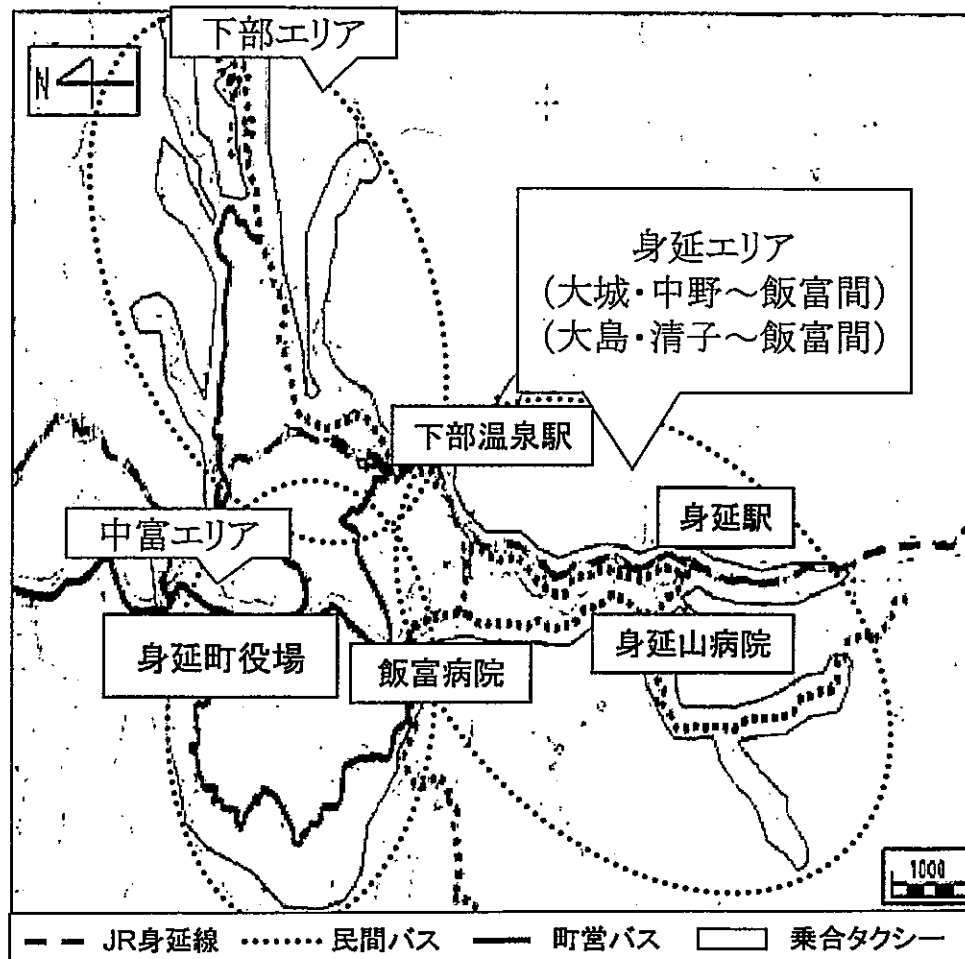 下部エリア
N
身延エリア
(大城・中野～飯富間)
(大島・清子～飯富間)
下部温泉駅
身延駅
中富エリア
身延町役場
飯富病院
身延山病院
1000
JR身延線
民間バス
町営バス
乗合タクシー